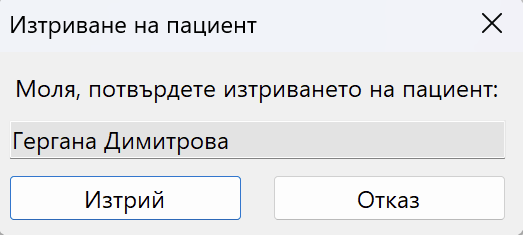 Изтриване на пациент
Моля, потвърдете изтриването на пациент:
Гергана Димитрова
Изтрий Отказ